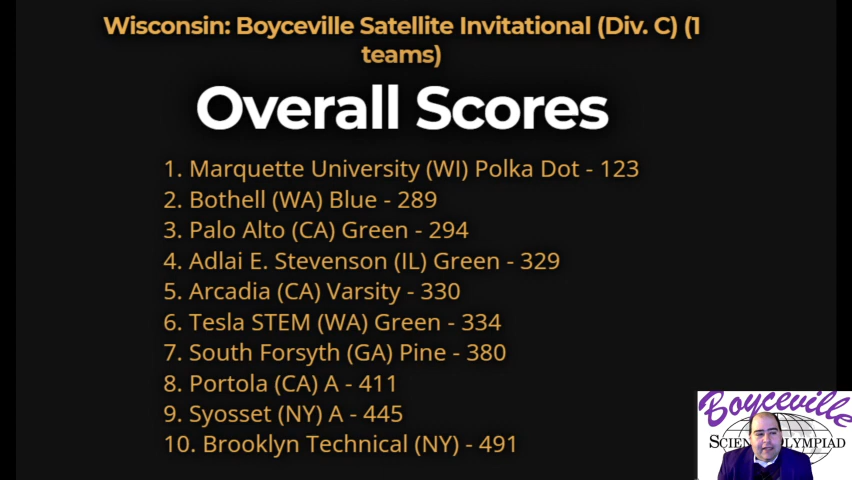 Wisconsin: Boyceville Satellite Invitational (Div. C) (1
teams)
Overall Scores
1. Marquette University (WI) Polka Dot - 123
2. Bothell (WA) Blue - 289
3. Palo Alto (CA) Green - 294
4. Adlai E. Stevenson (IL) Green - 329
5. Arcadia (CA) Varsity - 330
6. Tesla STEM (WA) Green - 334
7. South Forsyth (GA) Pine - 380
8. Portola (CA) A - 411
9. Syosset (NY) A - 445
10. Brooklyn Technical (NY) - 491
Boyceville